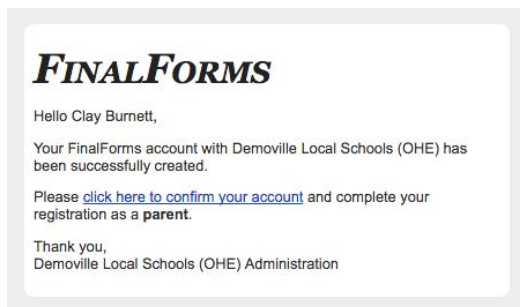 FINALFORMS
Hello Clay Burnett,
Your FinalForms account with Demoville Local Schools (OHE) has
been successfully created.
Please click here to confirm your account and complete your
registration as a parent.
Thank you,
Demoville Local Schools (OHE) Administration